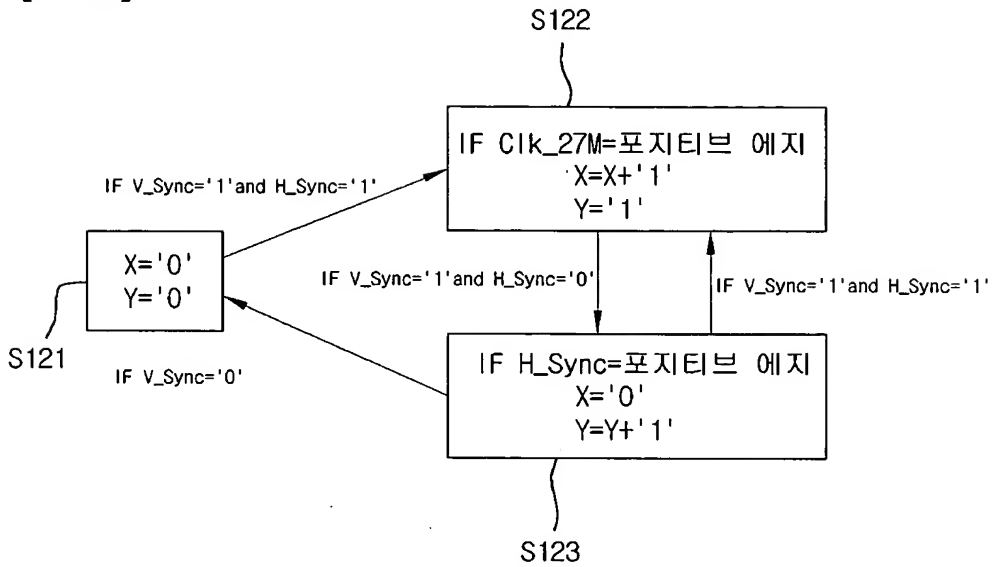 S122
IF Clk_27M=포지티브 에지
X=X+'1'
Y='1'
IF V_Sync='1'and H_Sync='1'
X='0'
Y='0'
S121
IF V_Sync='1'and H_Sync='0'
IF V_Sync='1'and H_Sync='1'
IF V_Sync='0'
IF H_Sync=포지티브 에지
X='0'
Y=Y+'1'
S123